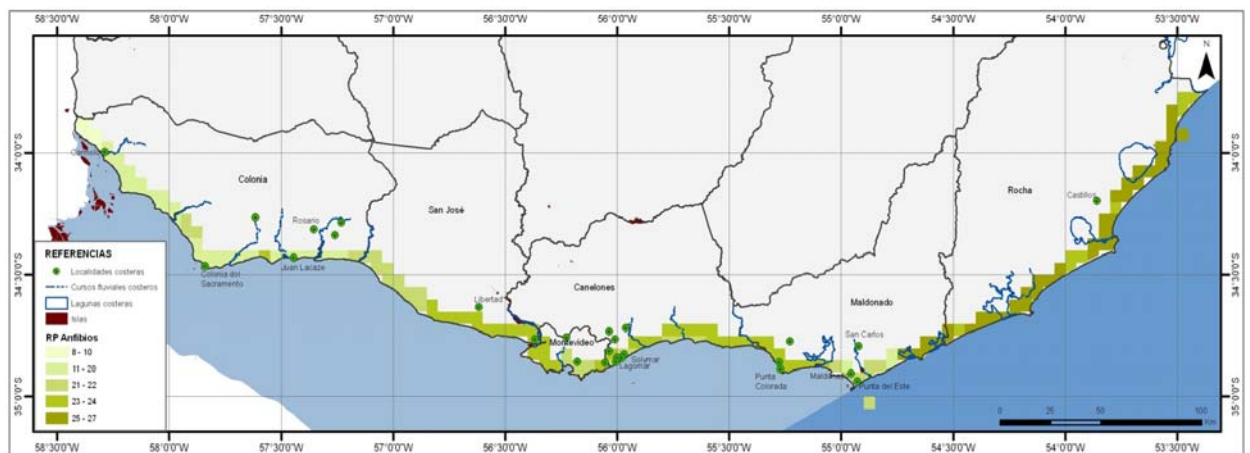 58°30'0"W 58°0'0"W 57°30'0"W 57°0'0"W 56°30'0"W 56°0'0"W 55°30'0"W 55°0'0"W 54°30'0"W 54°0'0"W 53°30'0"W
N
34°0'0"S
34°0'0"S
Colonia
San José
Rocha
Castillos
Rosario
Colonia del
Sacramento
Juan Lacaze
34°30'0"S
34°30'0"S
Canelones
Libertad
Maldonado
San Carlos
Montevideo
Solymar
Lagomar
Punta
Colorada
Maldonado
Punta del Este
35°0'0"S
35°0'0"S
REFERENCIAS
Localidades costeras
Cursos fluviales costeros
Lagunas costeras
Islas
RP Anfibios
8 - 10
11 - 20
21 - 22
23 - 24
25 - 27
0 25 50 100
Km
58°30'0"W 58°0'0"W 57°30'0"W 57°0'0"W 56°30'0"W 56°0'0"W 55°30'0"W 55°0'0"W 54°30'0"W 54°0'0"W 53°30'0"W